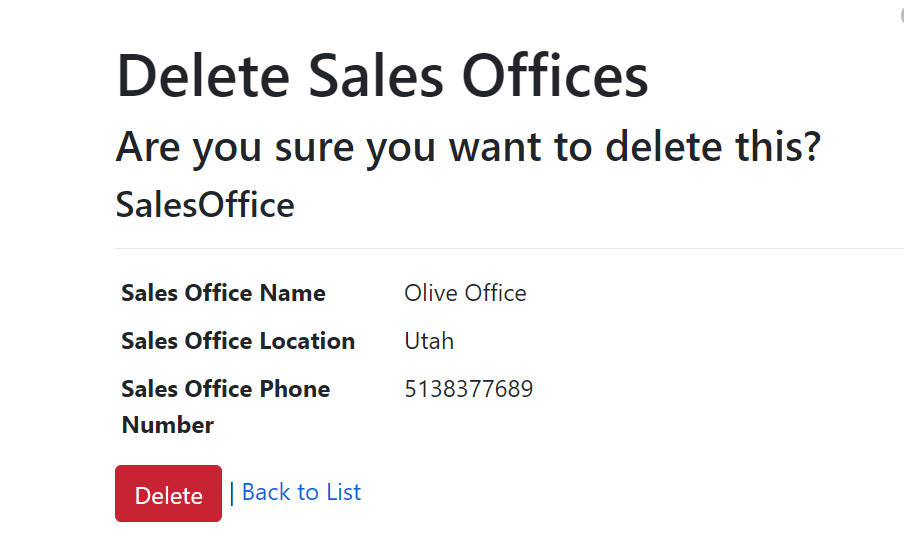 Delete Sales Offices
Are you sure you want to delete this?
SalesOffice
Sales Office Name Olive Office
Sales Office Location Utah
Sales Office Phone Number 5138377689
Delete | Back to List